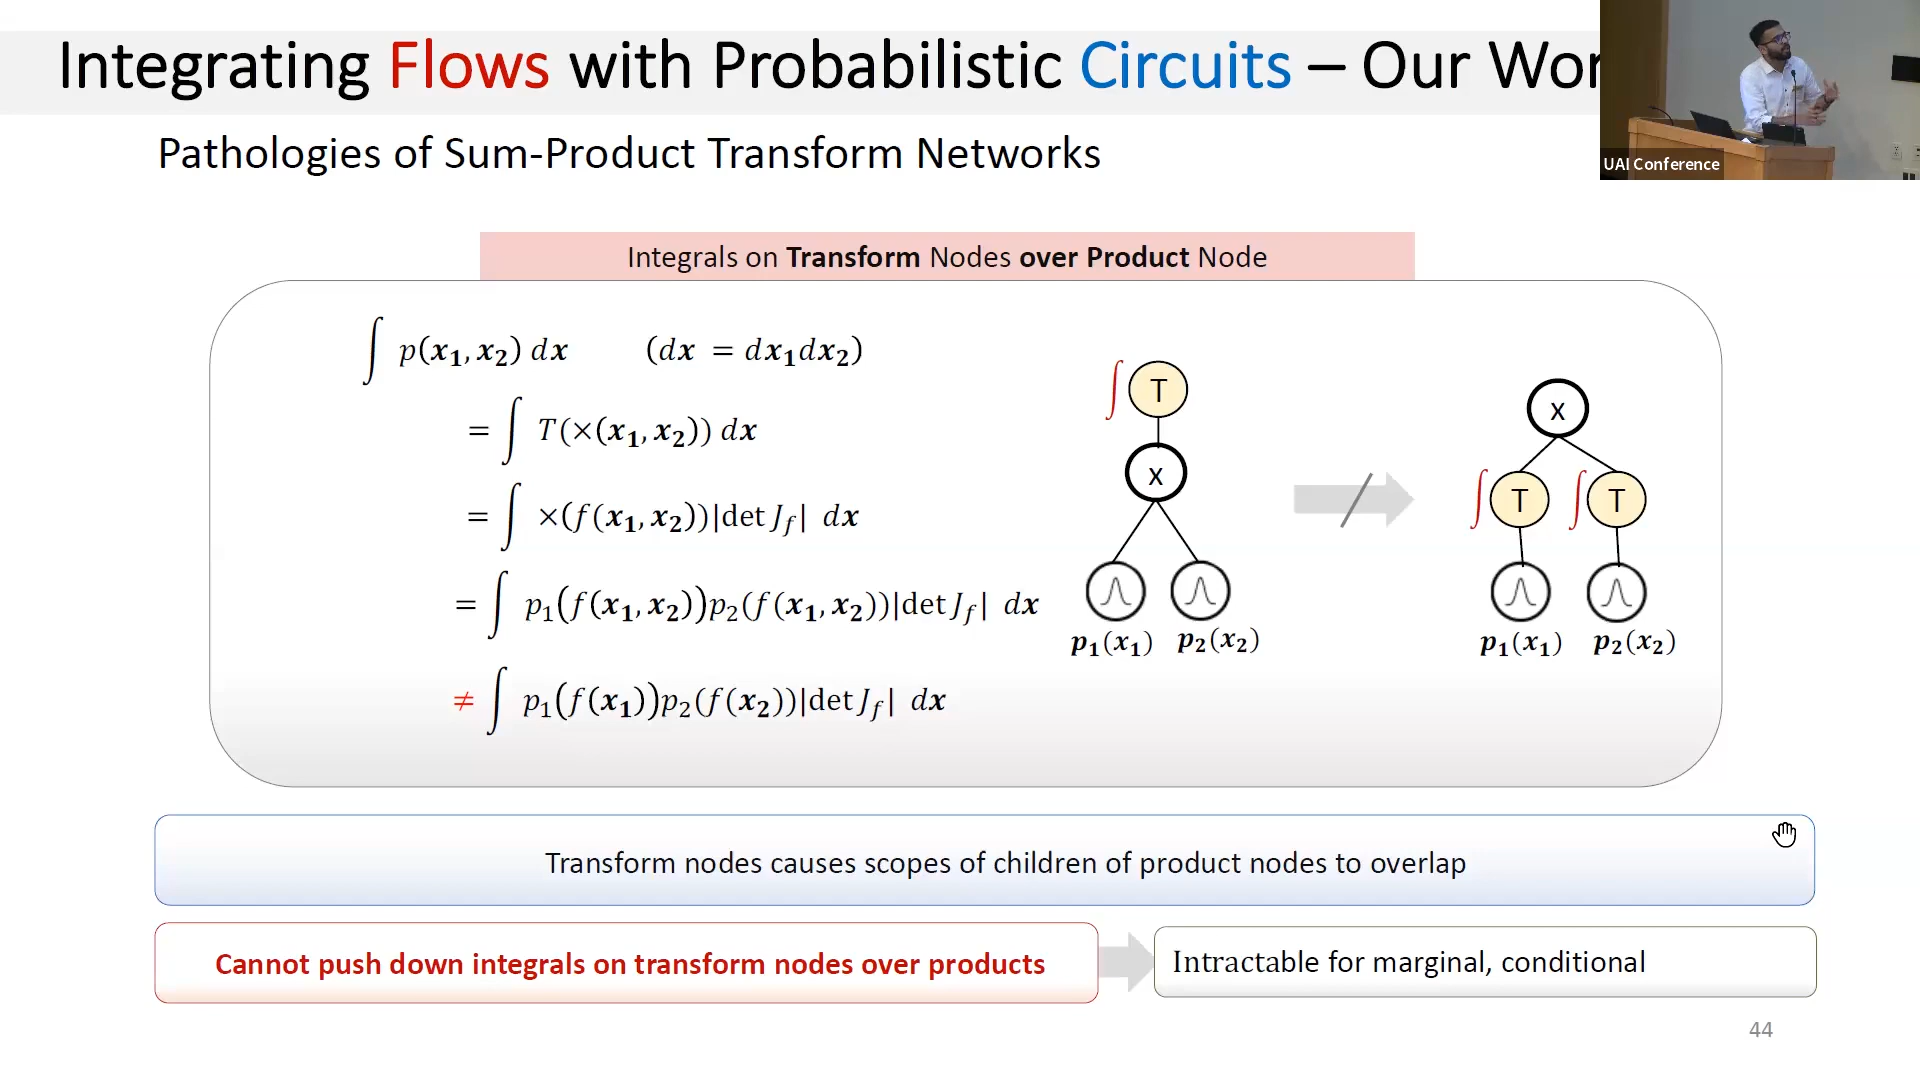 Integrating Flows with Probabilistic Circuits – Our Wor
UAI Conference
Pathologies of Sum-Product Transform Networks
Integrals on Transform Nodes over Product Node
∫ p(x₁, x₂) dx (dx = dx₁dx₂)
= ∫ T(×(x₁, x₂)) dx
= ∫ ×(f(x₁, x₂))|det J_f| dx
= ∫ p₁(f(x₁, x₂))p₂(f(x₁, x₂))|det J_f| dx
≠ ∫ p₁(f(x₁))p₂(f(x₂))|det J_f| dx
∫ T
x
p₁(x₁) p₂(x₂)
x
∫ T ∫ T
p₁(x₁) p₂(x₂)
Transform nodes causes scopes of children of product nodes to overlap
Cannot push down integrals on transform nodes over products
Intractable for marginal, conditional
44